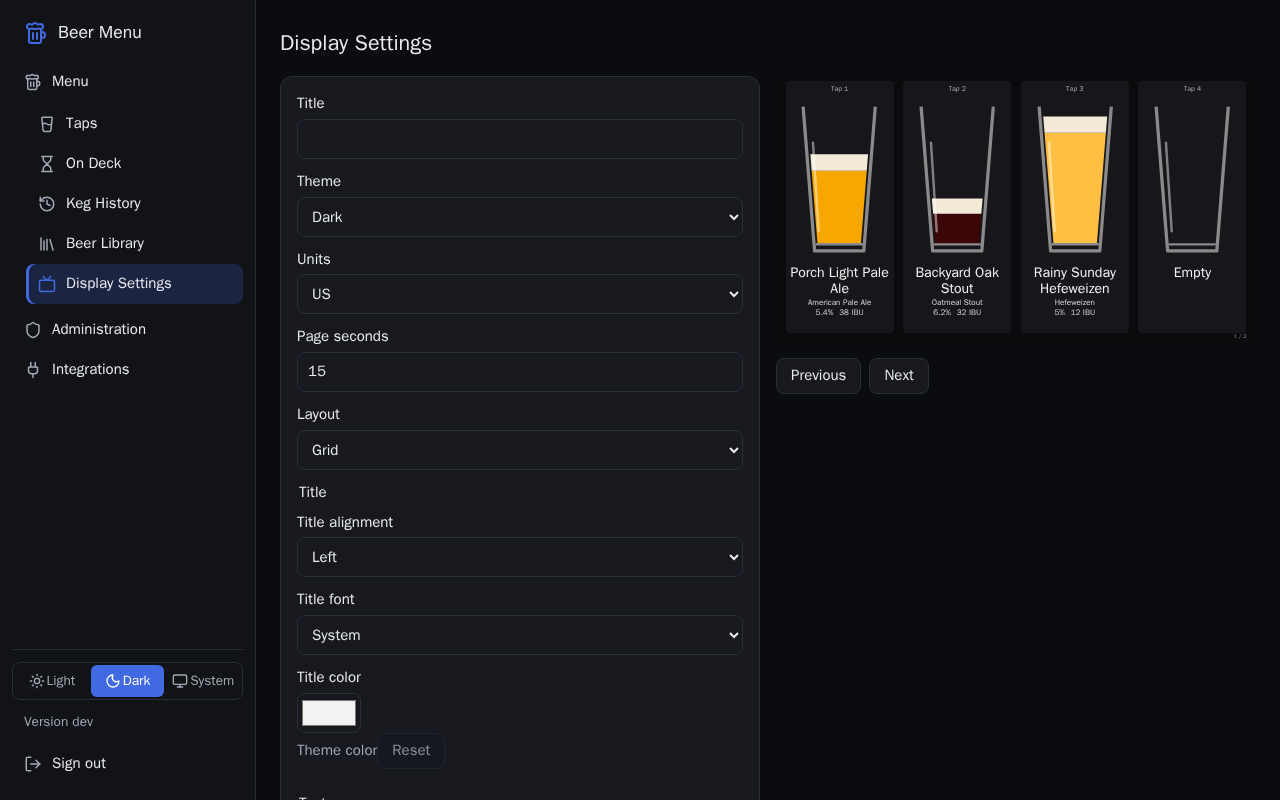 Beer Menu
Menu
Taps
On Deck
Keg History
Beer Library
Display Settings
Administration
Integrations
Light
Dark
System
Version dev
Sign out
Display Settings
Title
Theme
Dark
Units
US
Page seconds
15
Layout
Grid
Title
Title alignment
Left
Title font
System
Title color
Theme color
Reset
Tap 1
Porch Light Pale
Ale
American Pale Ale
5.4% 38 IBU
Tap 2
Backyard Oak
Stout
Oatmeal Stout
6.2% 32 IBU
Tap 3
Rainy Sunday
Hefeweizen
Hefeweizen
5% 12 IBU
Tap 4
Empty
Previous
Next